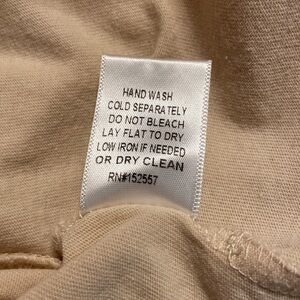 HAND WASH
COLD SEPARATELY
DO NOT BLEACH
LAY FLAT TO DRY
LOW IRON IF NEEDED
OR DRY CLEAN
RN#152557